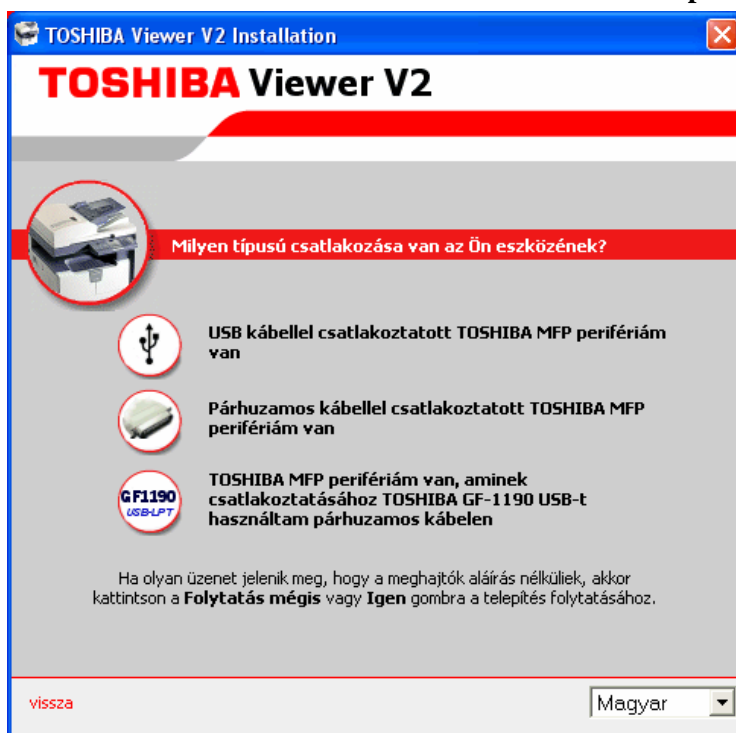 TOSHIBA Viewer V2 Installation
TOSHIBA Viewer V2
Milyen típusú csatlakozása van az Ön eszközének?
USB kábellel csatlakoztatott TOSHIBA MFP perifériám
van
Párhuzamos kábellel csatlakoztatott TOSHIBA MFP
perifériám van
GF1190
USB-LPT
TOSHIBA MFP perifériám van, aminek
csatlakoztatásához TOSHIBA GF-1190 USB-t
használtam párhuzamos kábelen
Ha olyan üzenet jelenik meg, hogy a meghajtók aláírás nélküliek, akkor
kattintson a Folytatás mégis vagy Igen gombra a telepítés folytatásához.
vissza
Magyar